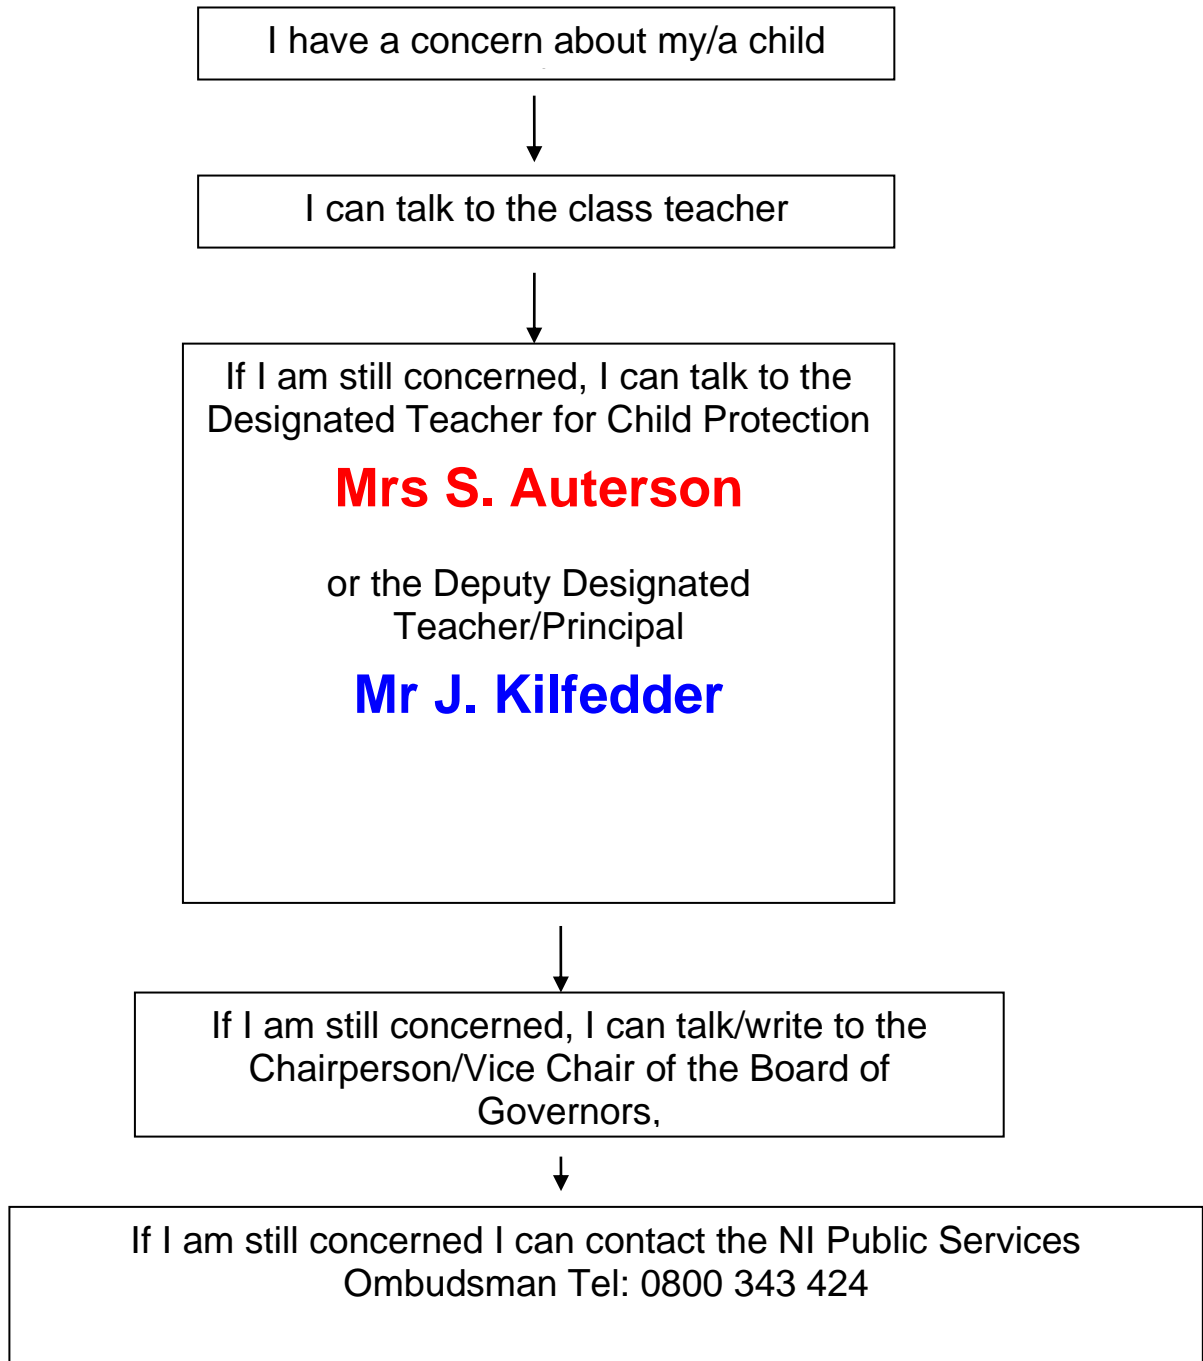 I have a concern about my/a child
I can talk to the class teacher
If I am still concerned, I can talk to the
Designated Teacher for Child Protection
Mrs S. Auterson
or the Deputy Designated
Teacher/Principal
Mr J. Kilfedder
If I am still concerned, I can talk/write to the
Chairperson/Vice Chair of the Board of
Governors,
If I am still concerned I can contact the NI Public Services
Ombudsman Tel: 0800 343 424